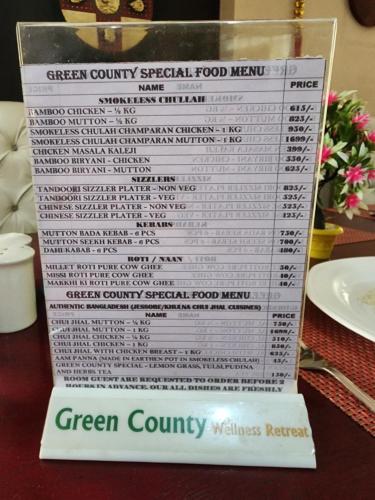 GREEN COUNTY SPECIAL FOOD MENU
NAME PRICE
SMOKELESS CHULLAH
BAMBOO CHICKEN - ½ KG 615/-
BAMBOO MUTTON - ½ KG 825/-
SMOKELESS CHULAH CHAMPARAN CHICKEN - 1 KG 950/-
SMOKELESS CHULAH CHAMPARAN MUTTON - 1 KG 1699/-
CHICKEN MASALA KALEJI 399/-
BAMBOO BIRYANI - CHICKEN 550/-
BAMBOO BIRYANI - MUTTON 625/-
SIZZLERS
TANDOORI SIZZLER PLATER - NON VEG 825/-
TANDOORI SIZZLER PLATER - VEG 525/-
CHINESE SIZZLER PLATER - NON VEG 525/-
CHINESE SIZZLER PLATER - VEG 425/-
KEBABS
MUTTON BADA KEBAB - 6 PCS 750/-
MUTTON SEEKH KEBAB - 6 PCS 700/-
DAHI KEBAB - 6 PCS 480/-
ROTI / NAAN
MILLET ROTI PURE COW GHEE 50/-
MISSI ROTI PURE COW GHEE 40/-
MAKKHI KI ROTI PURE COW GHEE 40/-
GREEN COUNTY SPECIAL FOOD MENU
AUTHENTIC BANGLADESH (JESSORE/KHULNA CHUI JHAL CUISINES)
NAME PRICE
CHUI JHAL MUTTON - ½ KG 750/-
CHUI JHAL MUTTON - 1 KG
CHUI JHAL CHICKEN - ½ KG 510/-
CHUI JHAL CHICKEN - 1 KG
CHUI JHAL WITH CHICKEN BREAST - 1 KG 625/-
AAM PANNA (MADE IN EARTHEN POT IN SMOKELESS CHULAH) 45/-
GREEN COUNTY SPECIAL - LEMON GRASS, TULSI, PUDINA
AND HERBS TEA 150/-
ROOM GUEST ARE REQUESTED TO ORDER BEFORE 2
HOURS IN ADVANCE. OUR ALL DISHES ARE FRESHLY
Green County Wellness Retreat